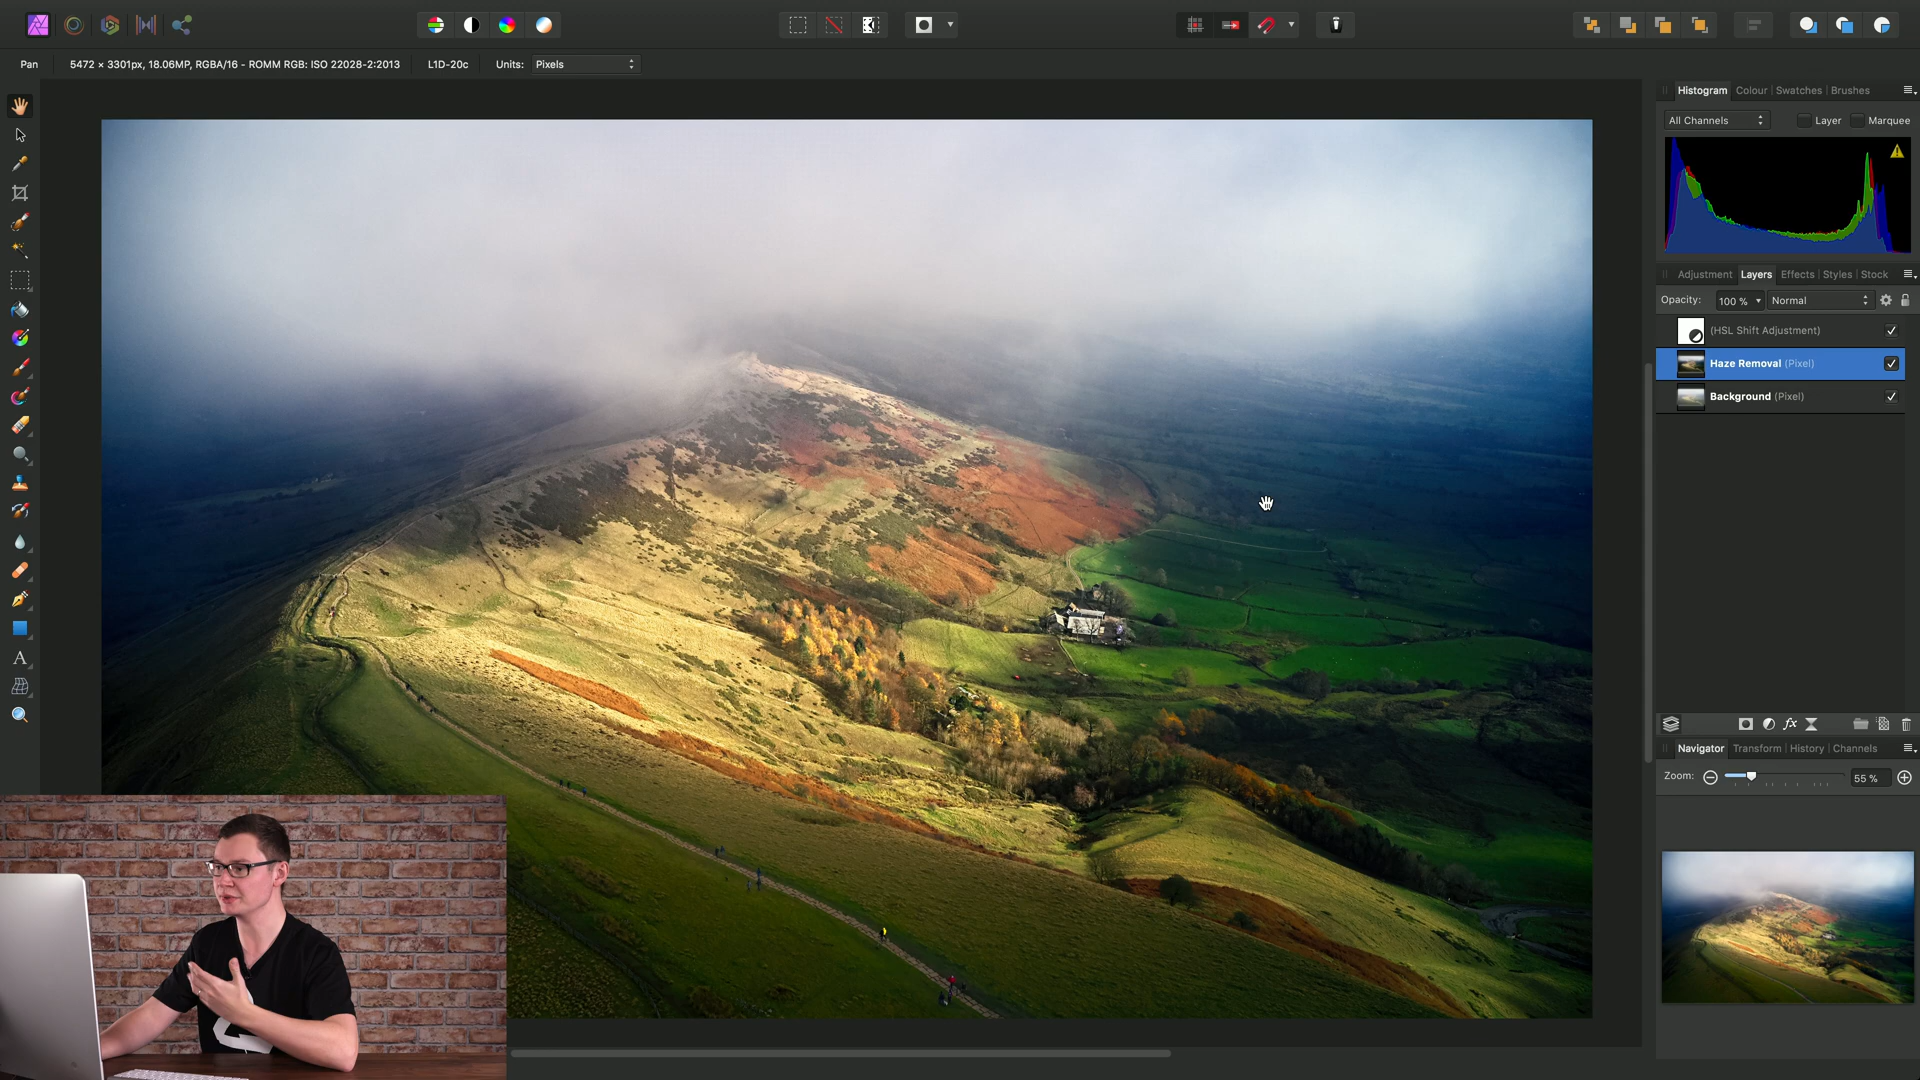 Pan 5472 × 3301px, 18.06MP, RGBA/16 - ROMM RGB: ISO 22028-2:2013 L1D-20c Units: Pixels
Histogram Colour Swatches Brushes
All Channels Layer Marquee
Adjustment Layers Effects Styles Stock
Opacity: 100 % Normal
(HSL Shift Adjustment)
Haze Removal (Pixel)
Background (Pixel)
fx
Navigator Transform History Channels
Zoom: 55 %
A